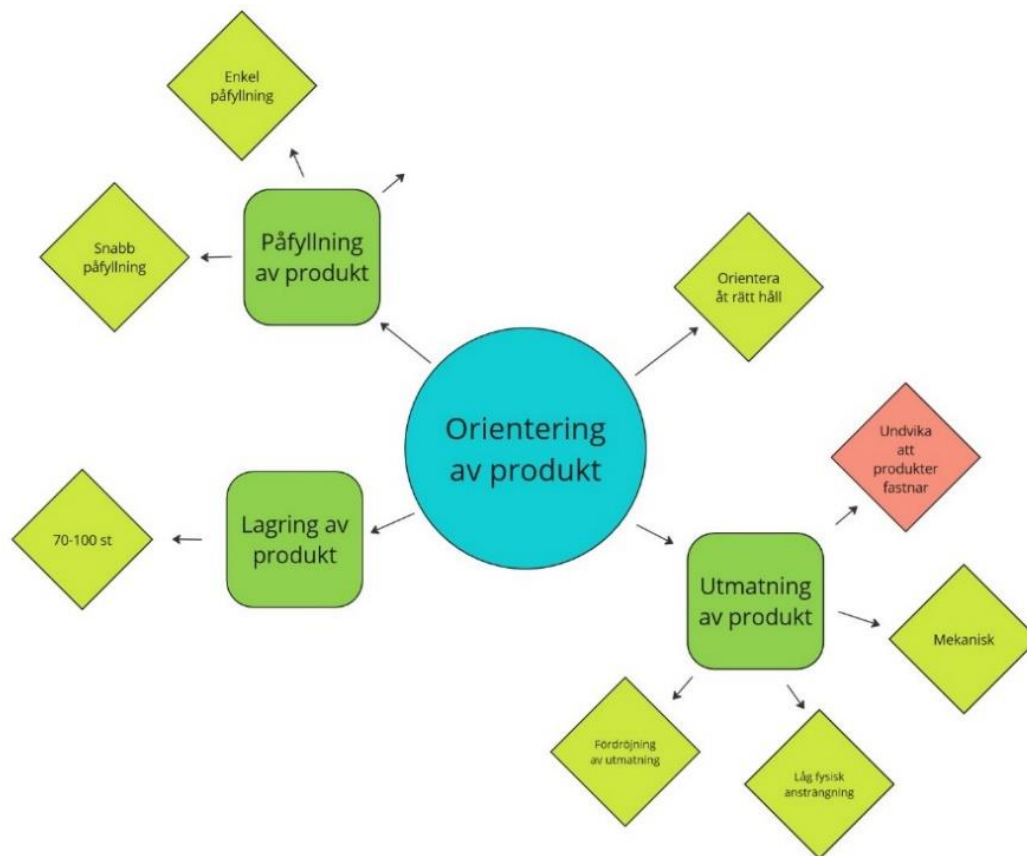 Enkel
påfyllning
Snabb
påfyllning
Påfyllning
av produkt
Orientera
åt rätt håll
Orientering
av produkt
Undvika
att
produkter
fastnar
70-100 st
Lagring av
produkt
Utmatning
av produkt
Mekanisk
Fördröjning
av utmatning
Låg fysisk
ansträngning